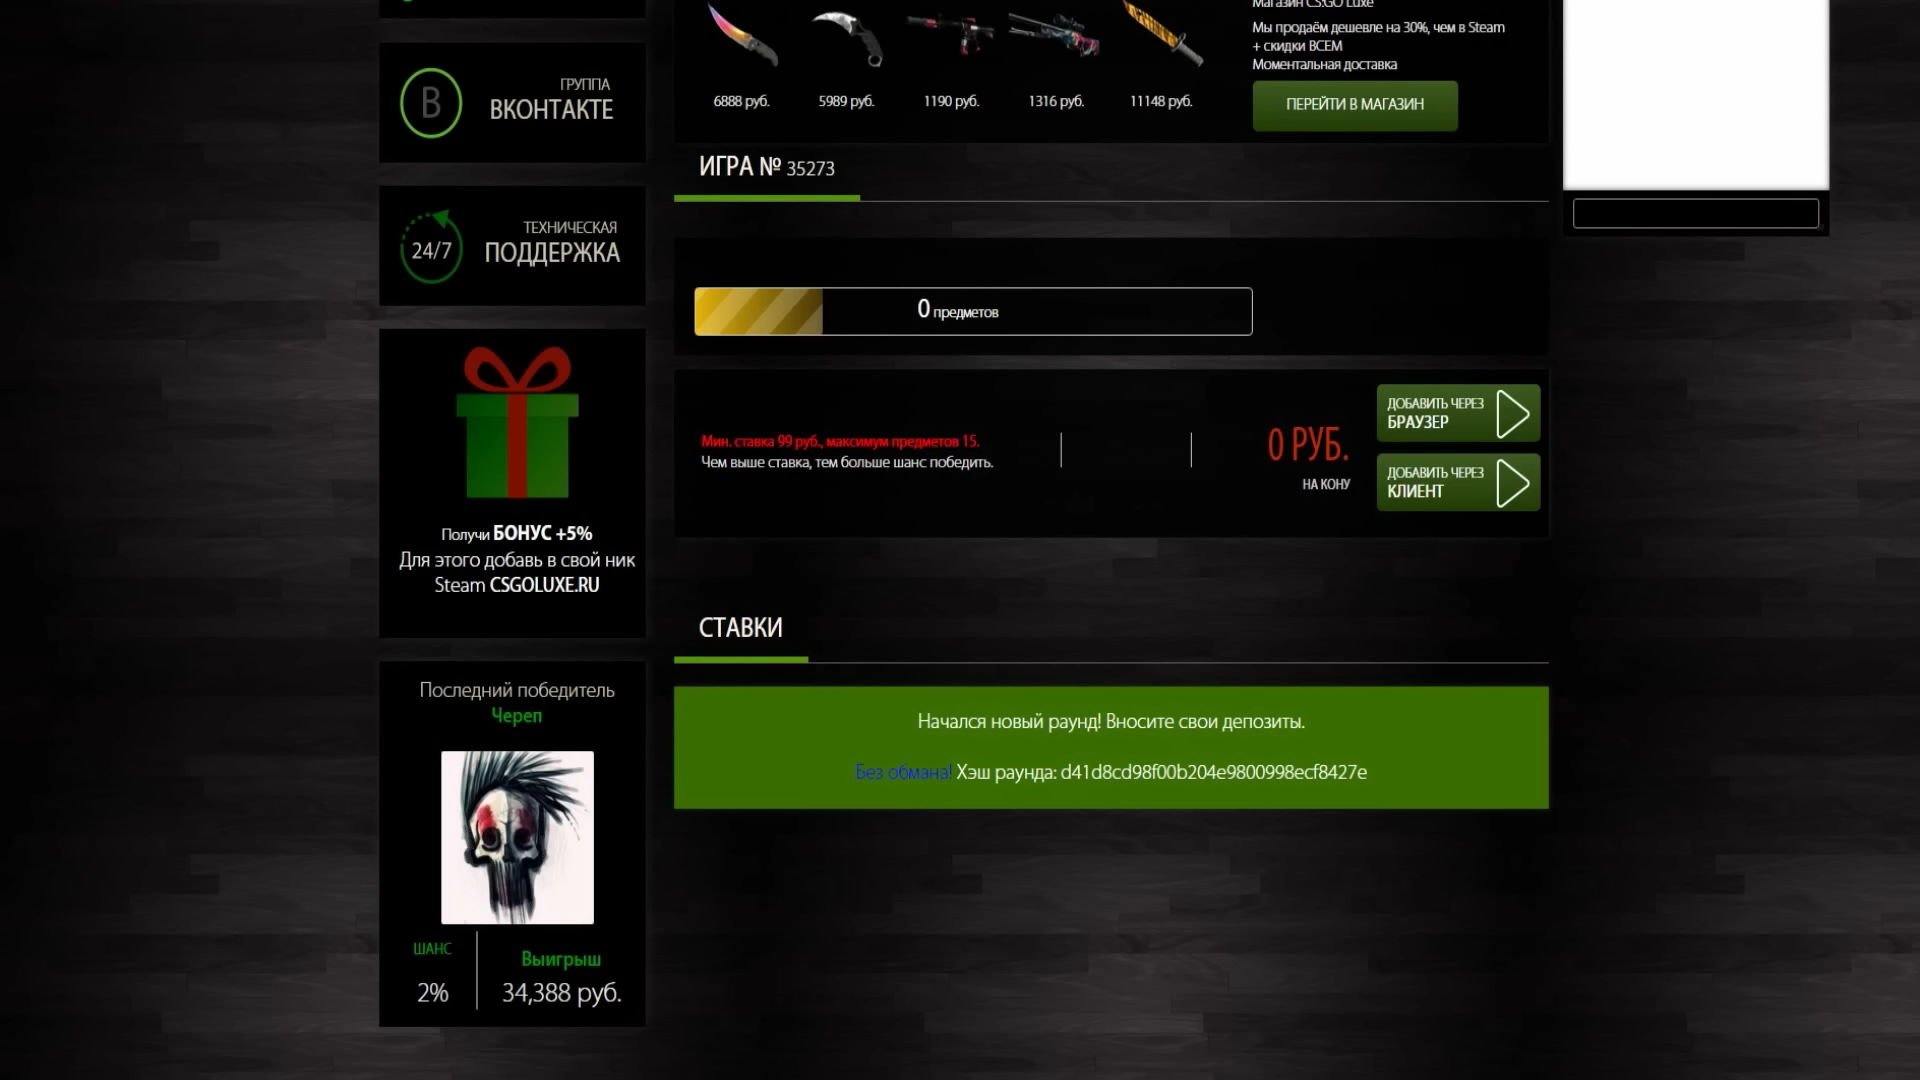 ГРУППА
ВКОНТАКТЕ
24/7
ТЕХНИЧЕСКАЯ
ПОДДЕРЖКА
Получи БОНУС +5%
Для этого добавь в свой ник
Steam CSGOLUXE.RU
Последний победитель
Череп
ШАНС
2%
Выигрыш
34,388 руб.
6888 руб.
5989 руб.
1190 руб.
1316 руб.
11148 руб.
Магазин CS:GO Luxe
Мы продаём дешевле на 30%, чем в Steam
+ скидки ВСЕМ
Моментальная доставка
ПЕРЕЙТИ В МАГАЗИН
ИГРА № 35273
0 предметов
Мин. ставка 99 руб., максимум предметов 15.
Чем выше ставка, тем больше шанс победить.
0 РУБ.
НА КОНУ
ДОБАВИТЬ ЧЕРЕЗ
БРАУЗЕР
ДОБАВИТЬ ЧЕРЕЗ
КЛИЕНТ
СТАВКИ
Начался новый раунд! Вносите свои депозиты.
Без обмана! Хэш раунда: d41d8cd98f00b204e9800998ecf8427e